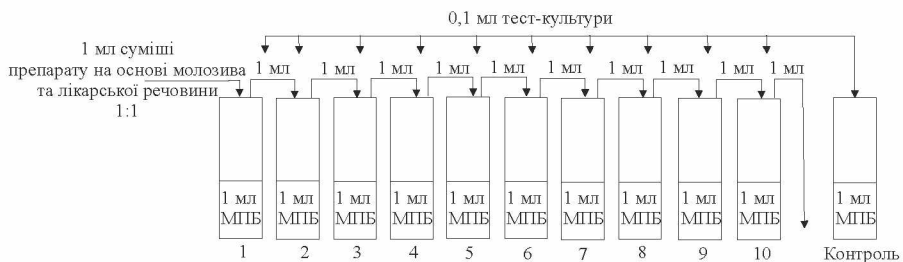 0,1 мл тест-культури
1 мл суміші
препарату на основі молозива
та лікарської речовини
1:1
1 мл 1 мл 1 мл 1 мл 1 мл 1 мл 1 мл 1 мл 1 мл 1 мл
1 мл 1 мл 1 мл 1 мл 1 мл 1 мл 1 мл 1 мл 1 мл 1 мл 1 мл
МПБ МПБ МПБ МПБ МПБ МПБ МПБ МПБ МПБ МПБ МПБ
1 2 3 4 5 6 7 8 9 10 Контроль